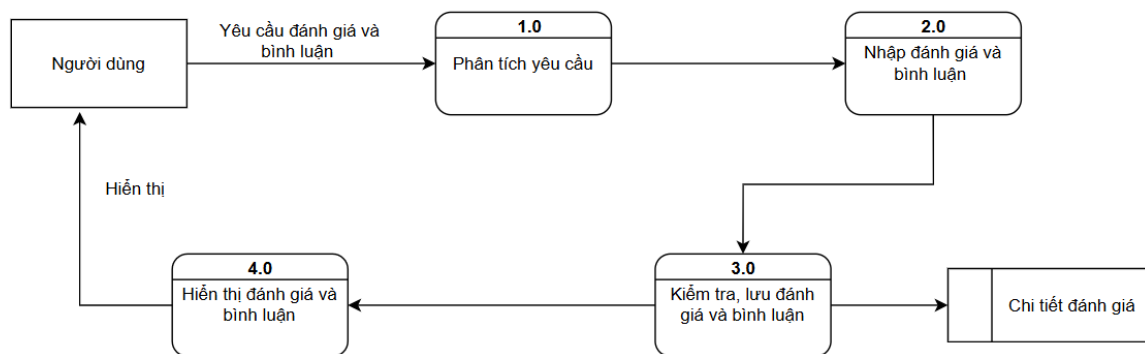 Người dùng
Yêu cầu đánh giá và
bình luận
1.0
Phân tích yêu cầu
2.0
Nhập đánh giá và
bình luận
Hiển thị
4.0
Hiển thị đánh giá và
bình luận
3.0
Kiểm tra, lưu đánh
giá và bình luận
Chi tiết đánh giá